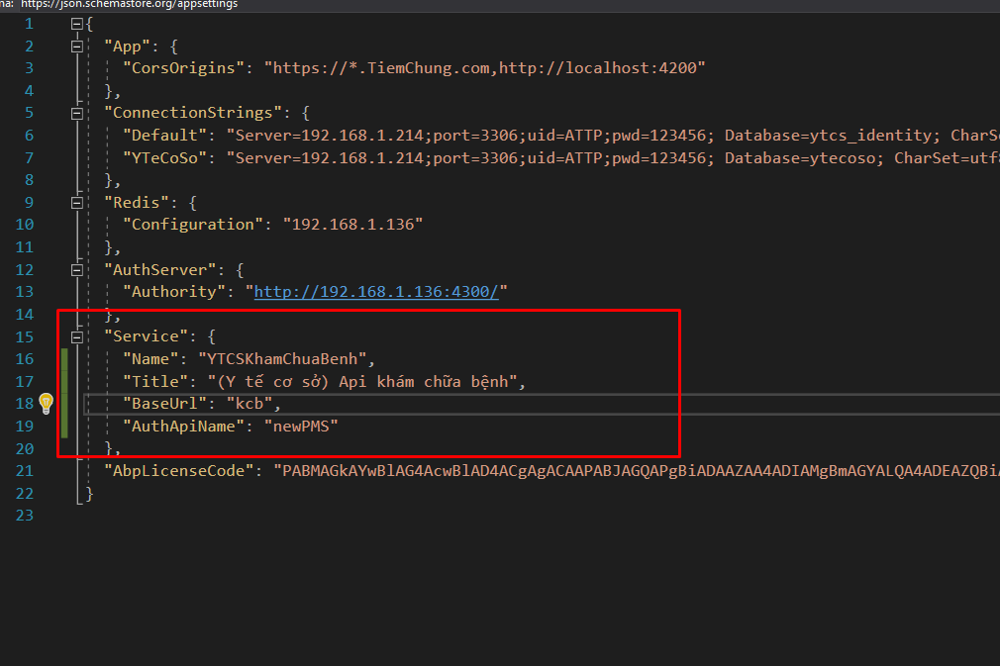 na: https://json.schemastore.org/appsettings
1 {
2 "App": {
3 "CorsOrigins": "https://*.TiemChung.com,http://localhost:4200"
4 },
5 "ConnectionStrings": {
6 "Default": "Server=192.168.1.214;port=3306;uid=ATTP;pwd=123456; Database=ytcs_identity; CharS
7 "YTeCoSo": "Server=192.168.1.214;port=3306;uid=ATTP;pwd=123456; Database=ytecoso; CharSet=utf8
8 },
9 "Redis": {
10 "Configuration": "192.168.1.136"
11 },
12 "AuthServer": {
13 "Authority": "http://192.168.1.136:4300/"
14 },
15 "Service": {
16 "Name": "YTCSKhamChuaBenh",
17 "Title": "(Y tế cơ sở) Api khám chữa bệnh",
18 "BaseUrl": "kcb",
19 "AuthApiName": "newPMS"
20 },
21 "AbpLicenseCode": "PABMAGkAYwBlAG4AcwBlAD4ACgAgACAAPABJAGQAPgBiADAAZAA4ADIAMgBmAGYALQA4ADEAZQBi
22 }
23